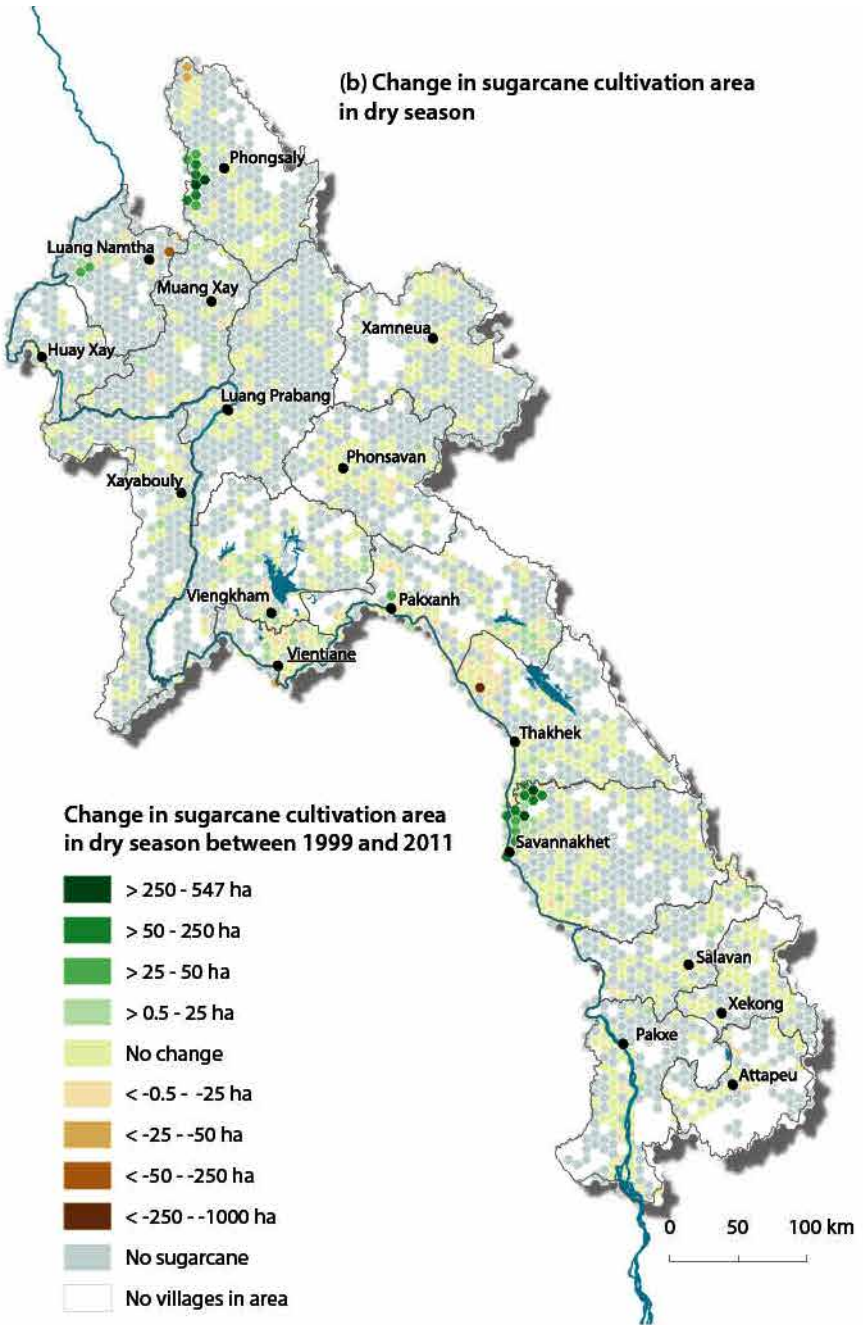 (b) Change in sugarcane cultivation area
in dry season
Phongsaly
Luang Namtha
Muang Xay
Xamneua
Huay Xay
Luang Prabang
Phonsavan
Xayabouly
Viengkham
Pakxanh
Vientiane
Thakhek
Change in sugarcane cultivation area
in dry season between 1999 and 2011
Savannakhet
> 250 - 547 ha
> 50 - 250 ha
> 25 - 50 ha
> 0.5 - 25 ha
No change
< -0.5 - -25 ha
< -25 - -50 ha
< -50 --250 ha
< -250 - -1000 ha
No sugarcane
No villages in area
Salavan
Xekong
Pakxe
Attapeu
0 50 100 km